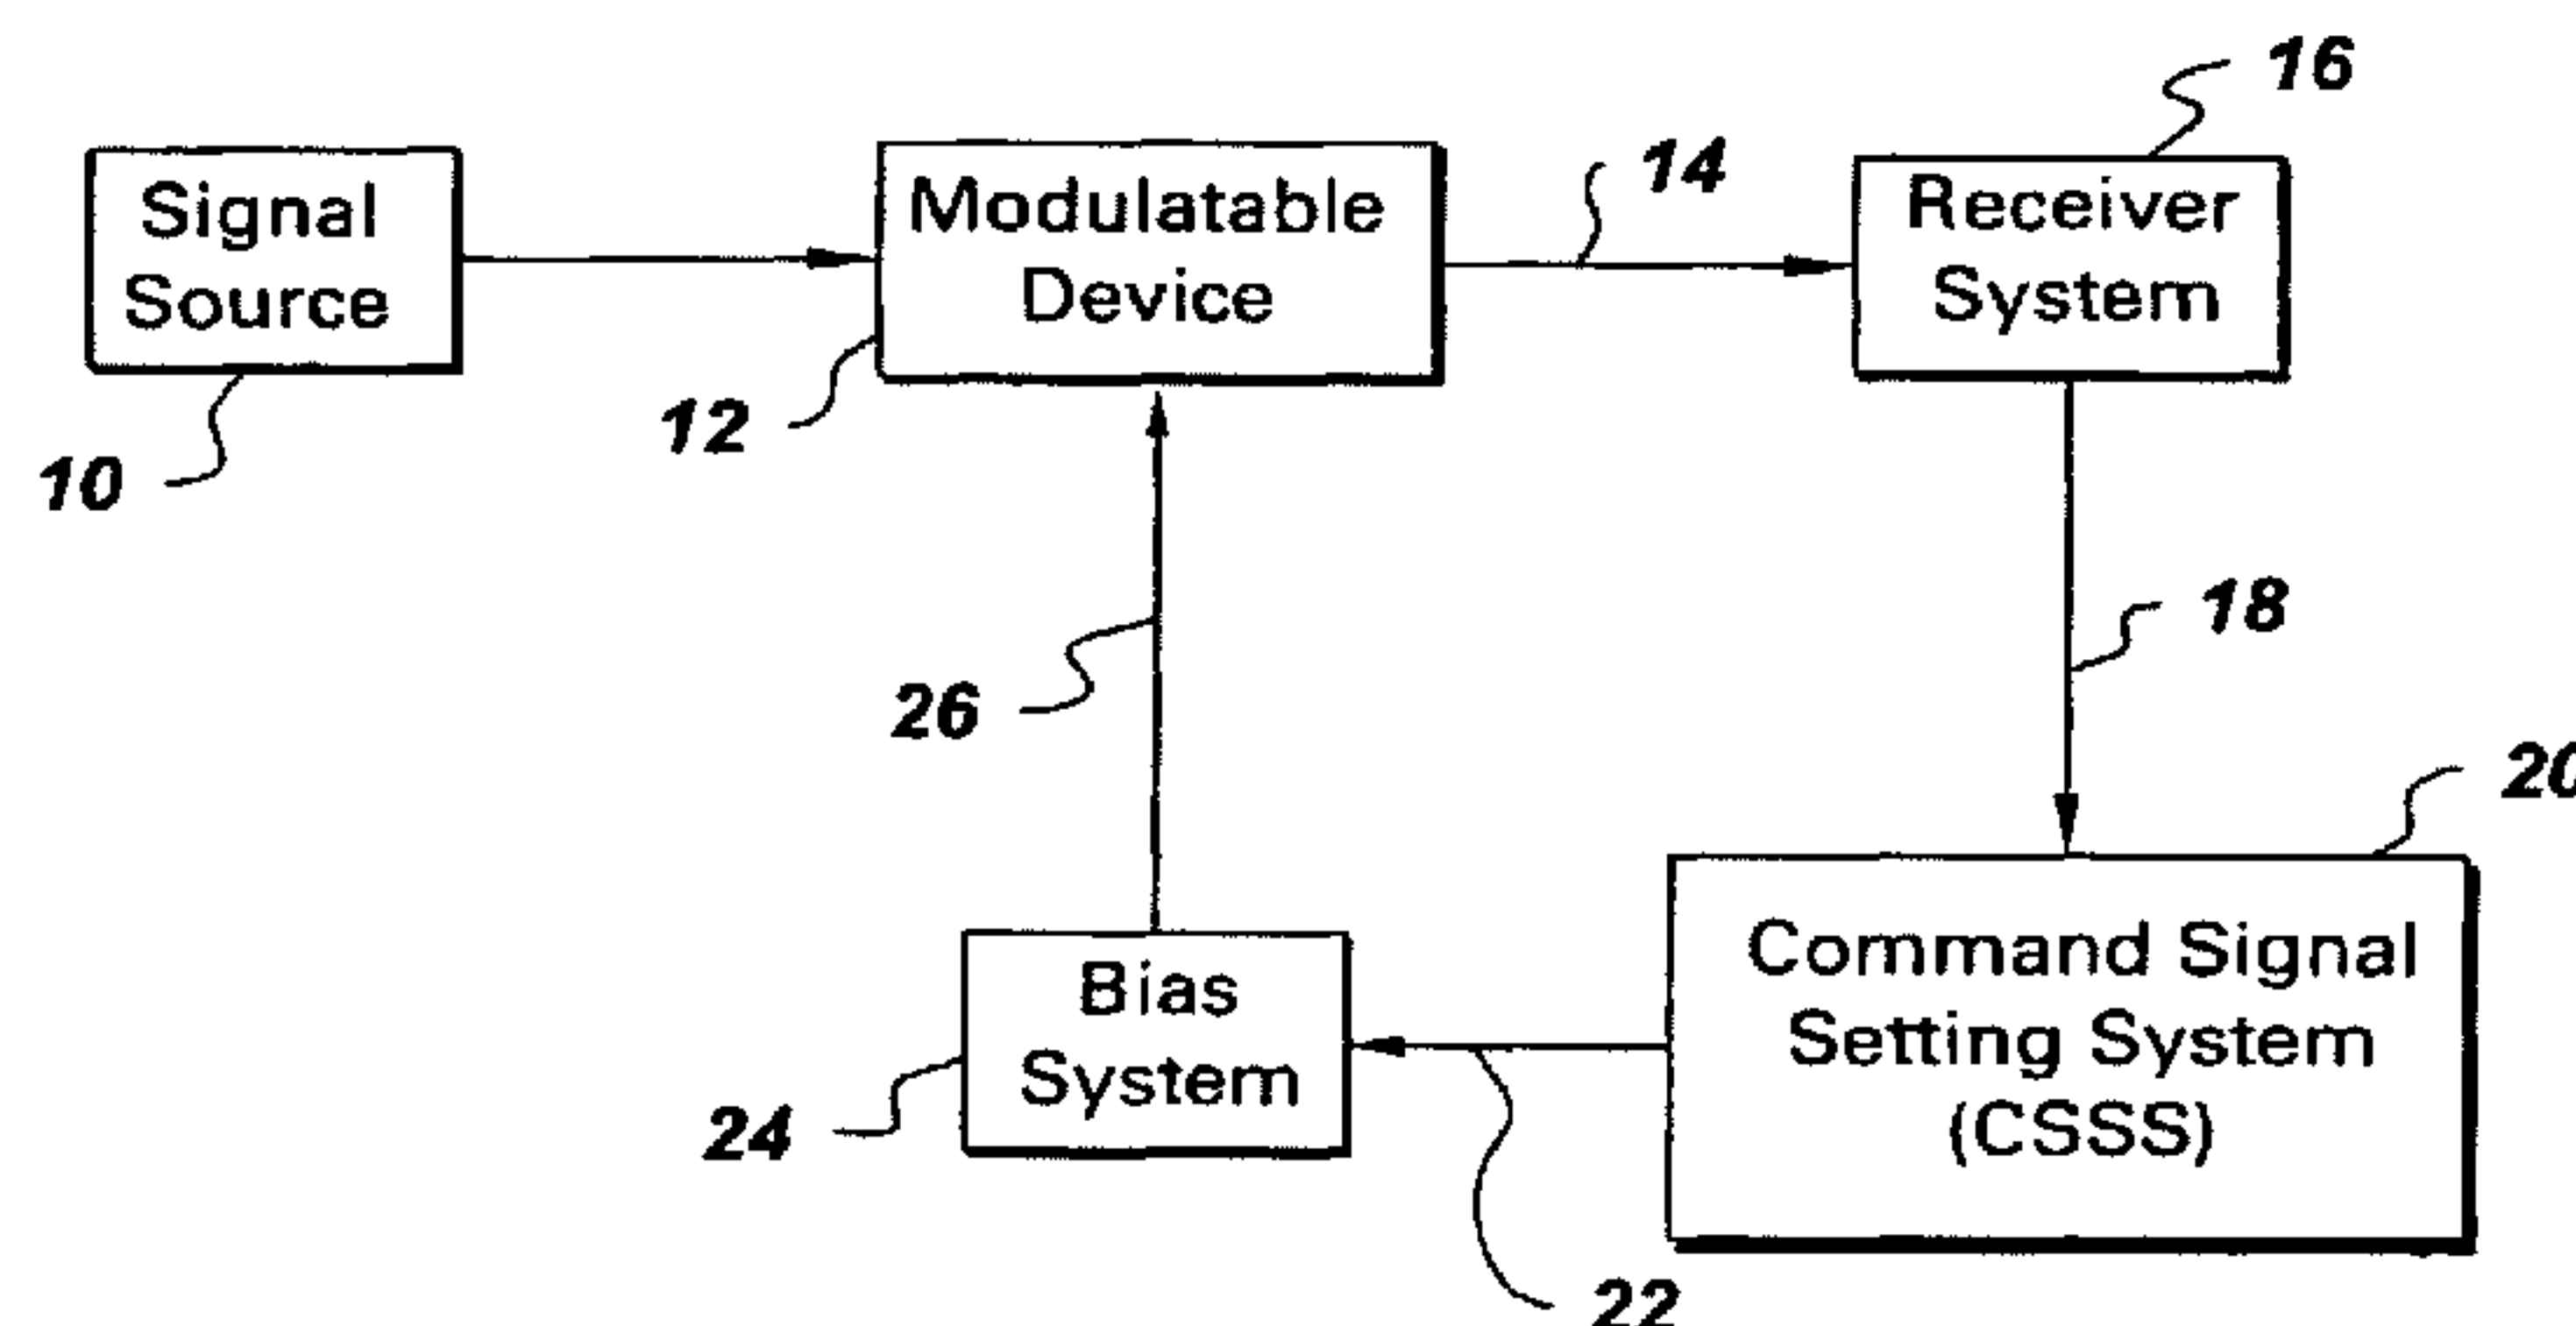 16
Signal
Source
Modulatable
Device
14
Receiver
System
12
10
18
26
20
Command Signal
Setting System
(CSSS)
Bias
System
24
22